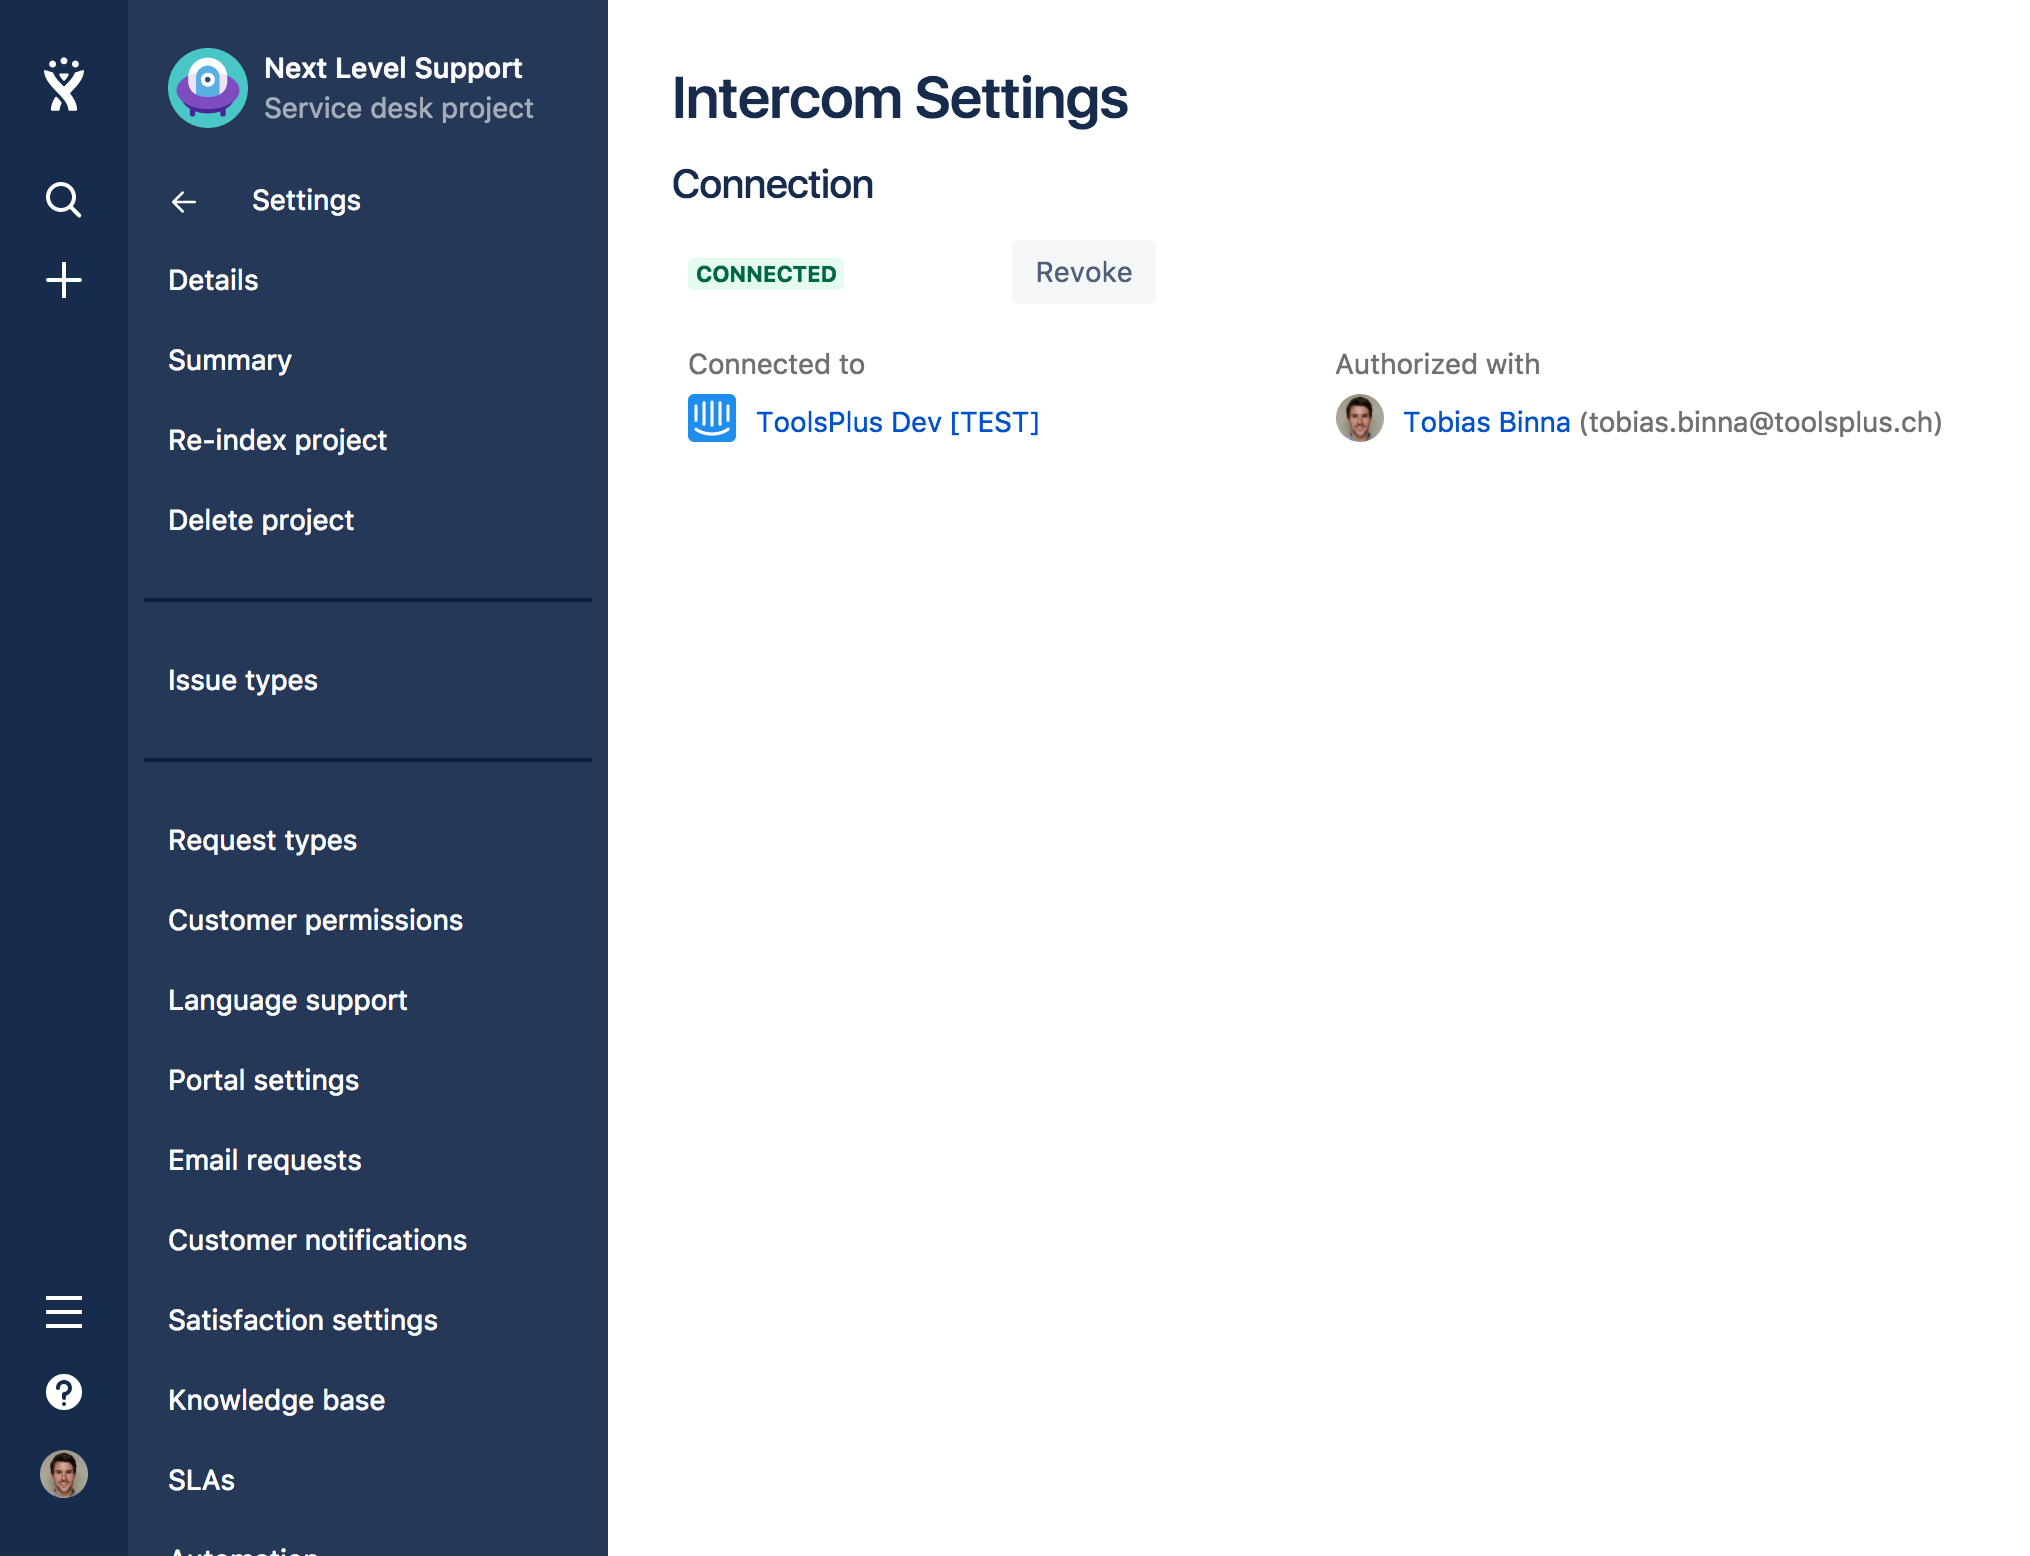 Next Level Support
Service desk project
Settings
Details
Summary
Re-index project
Delete project
Issue types
Request types
Customer permissions
Language support
Portal settings
Email requests
Customer notifications
Satisfaction settings
Knowledge base
SLAs
Automation
Intercom Settings
Connection
CONNECTED
Revoke
Connected to
ToolsPlus Dev [TEST]
Authorized with
Tobias Binna (tobias.binna@toolsplus.ch)